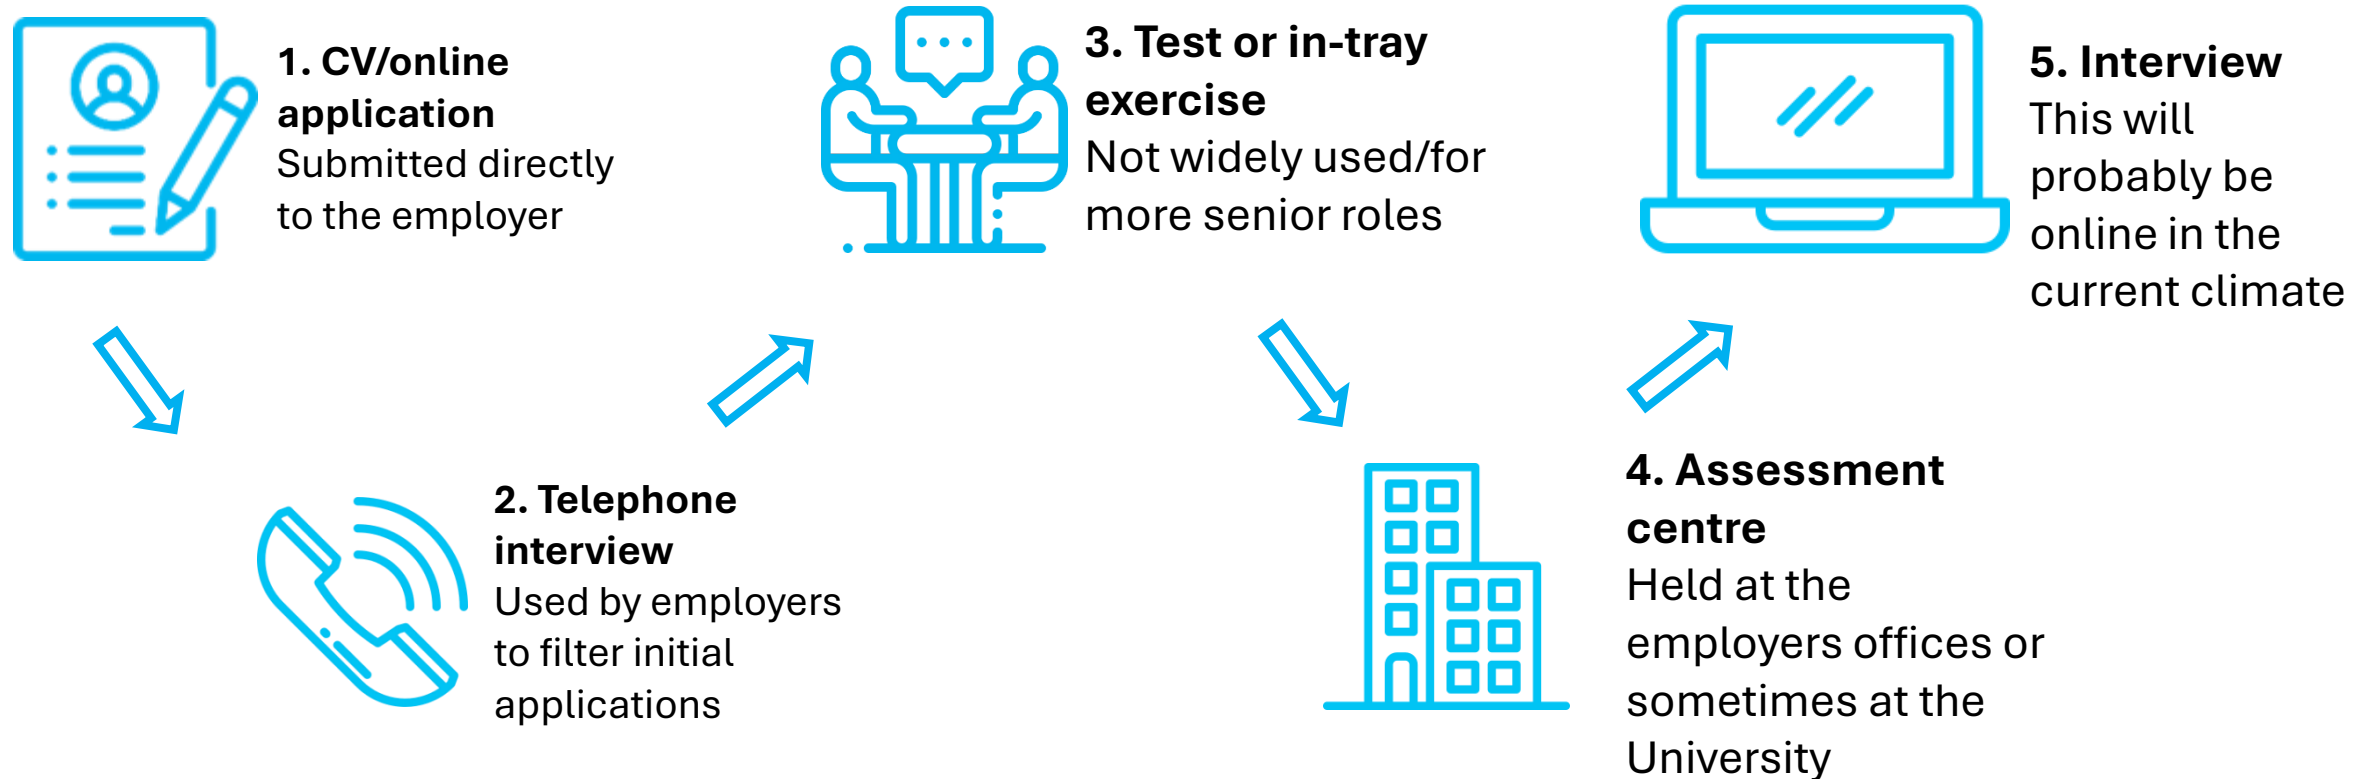 1. CV/online
application
Submitted directly
to the employer
2. Telephone
interview
Used by employers
to filter initial
applications
3. Test or in-tray
exercise
Not widely used/for
more senior roles
4. Assessment
centre
Held at the
employers offices or
sometimes at the
University
5. Interview
This will
probably be
online in the
current climate